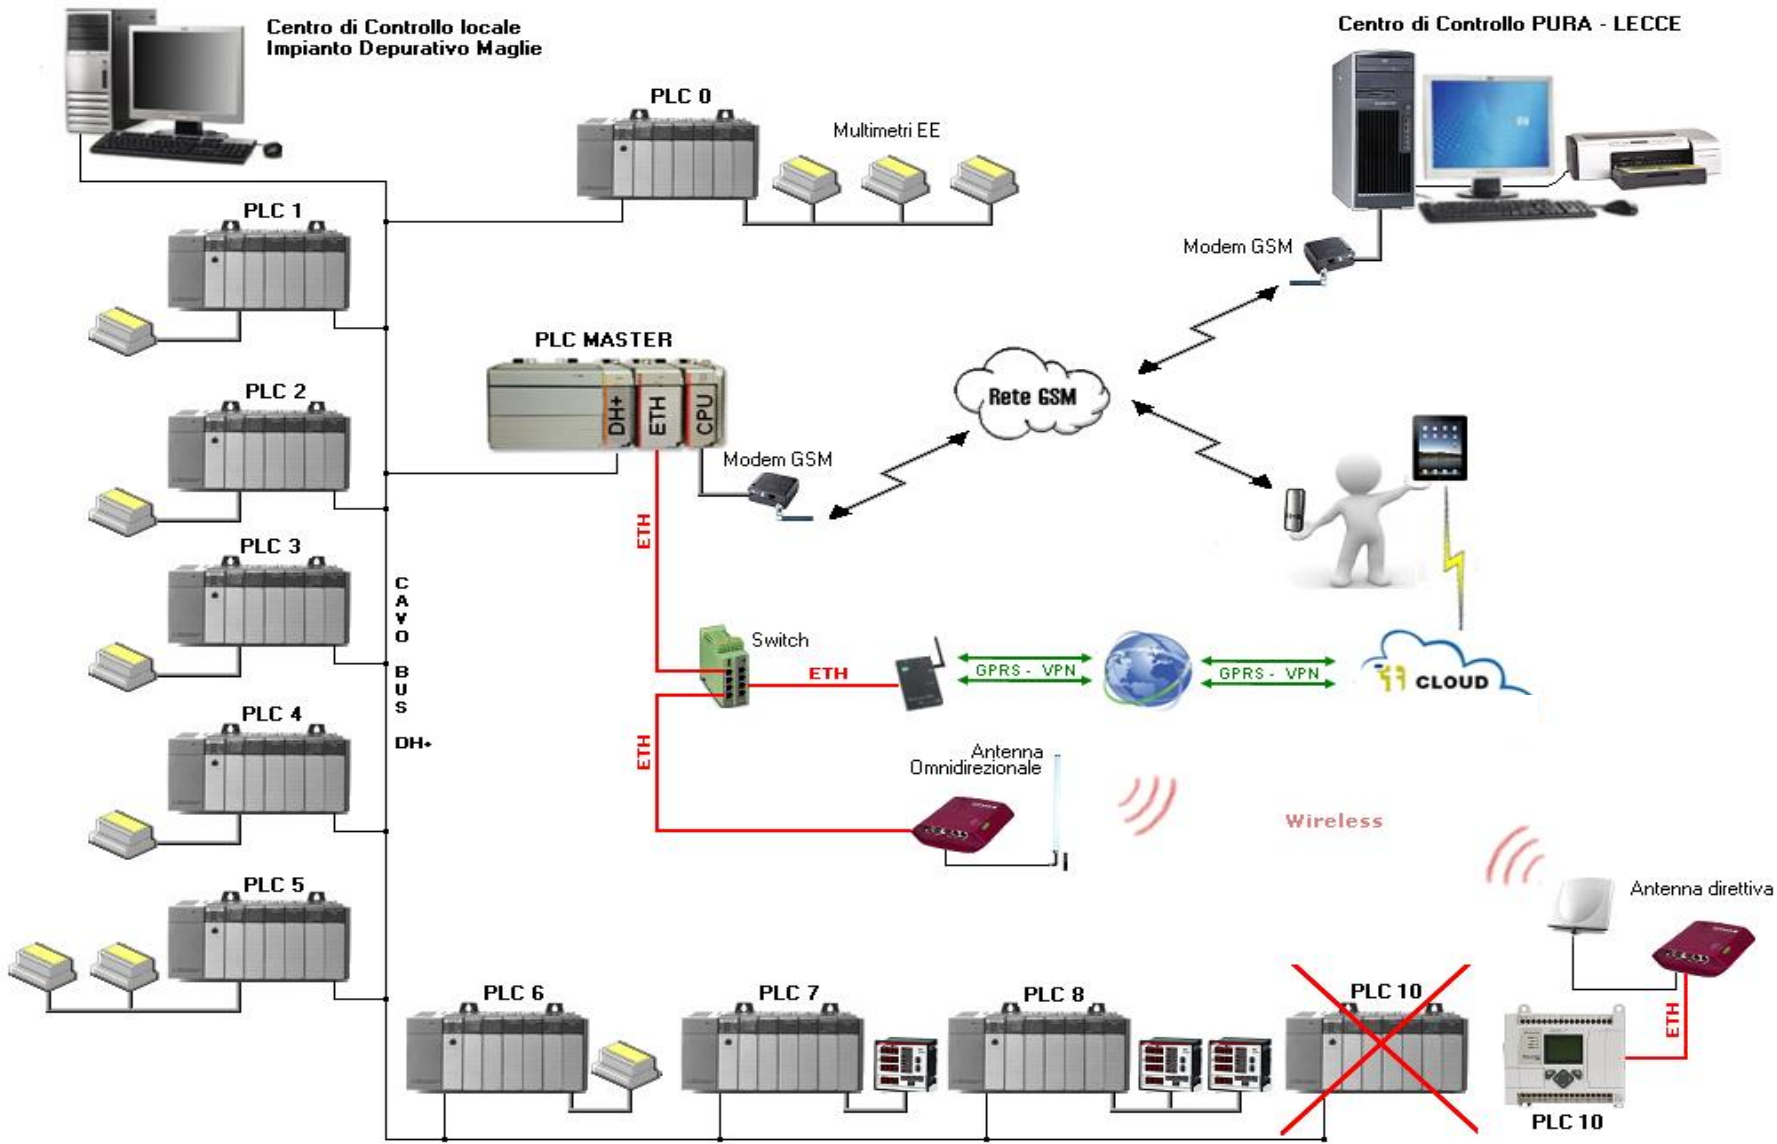 Centro di Controllo locale
Impianto Depurativo Maglie
Centro di Controllo PURA - LECCE
PLC 0
Multimetri EE
PLC 1
Modem GSM
PLC MASTER
DH+
ETH
CPU
Rete GSM
PLC 2
Modem GSM
ETH
PLC 3
CAVO BUS DH+
Switch
ETH
GPRS - VPN
GPRS - VPN
CLOUD
PLC 4
ETH
Antenna
Omnidirezionale
Wireless
PLC 5
Antenna direttiva
PLC 6
PLC 7
PLC 8
PLC 10
ETH
PLC 10